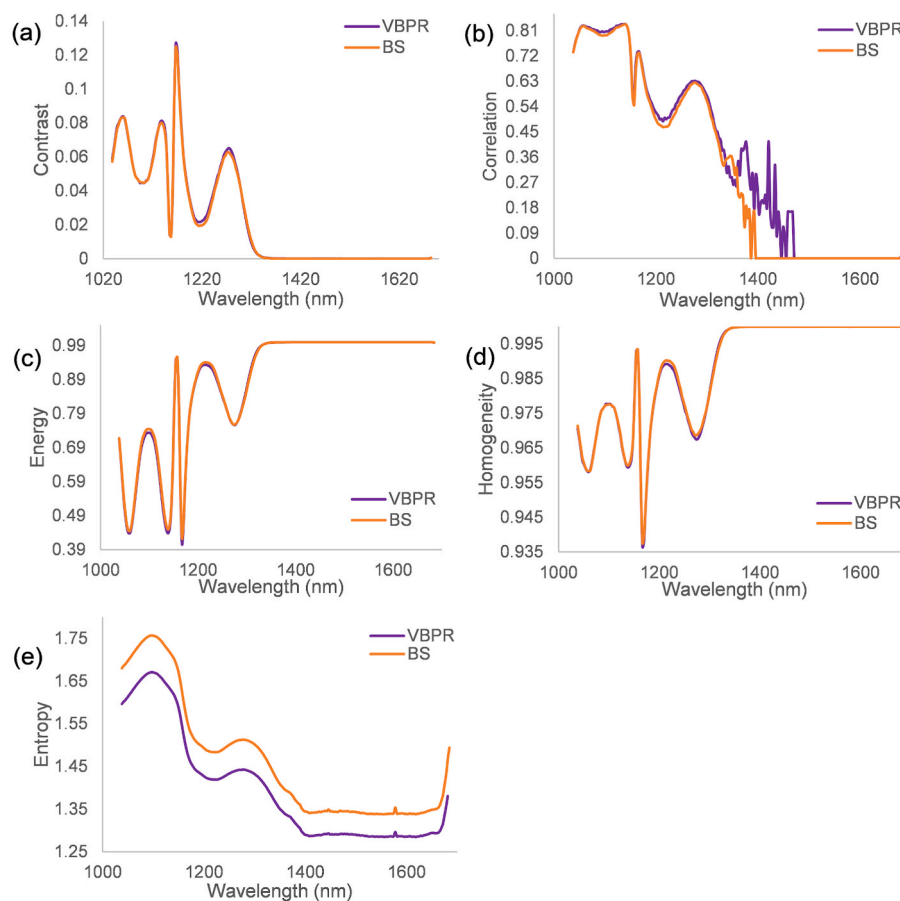 (a)
VBPR
BS
0.14
0.12
0.1
0.08
0.06
0.04
0.02
0
Contrast
1020 1220 1420 1620
Wavelength (nm)
(b)
VBPR
BS
0.81
0.72
0.63
0.54
0.45
0.36
0.27
0.18
0.09
0
Correlation
1000 1200 1400 1600
Wavelength (nm)
(c)
0.99
0.89
0.79
0.69
0.59
0.49
0.39
Energy
VBPR
BS
1000 1200 1400 1600
Wavelength (nm)
(d)
0.995
0.985
0.975
0.965
0.955
0.945
0.935
Homogeneity
VBPR
BS
1000 1200 1400 1600
Wavelength (nm)
(e)
VBPR
BS
1.75
1.65
1.55
1.45
1.35
1.25
Entropy
1000 1200 1400 1600
Wavelength (nm)